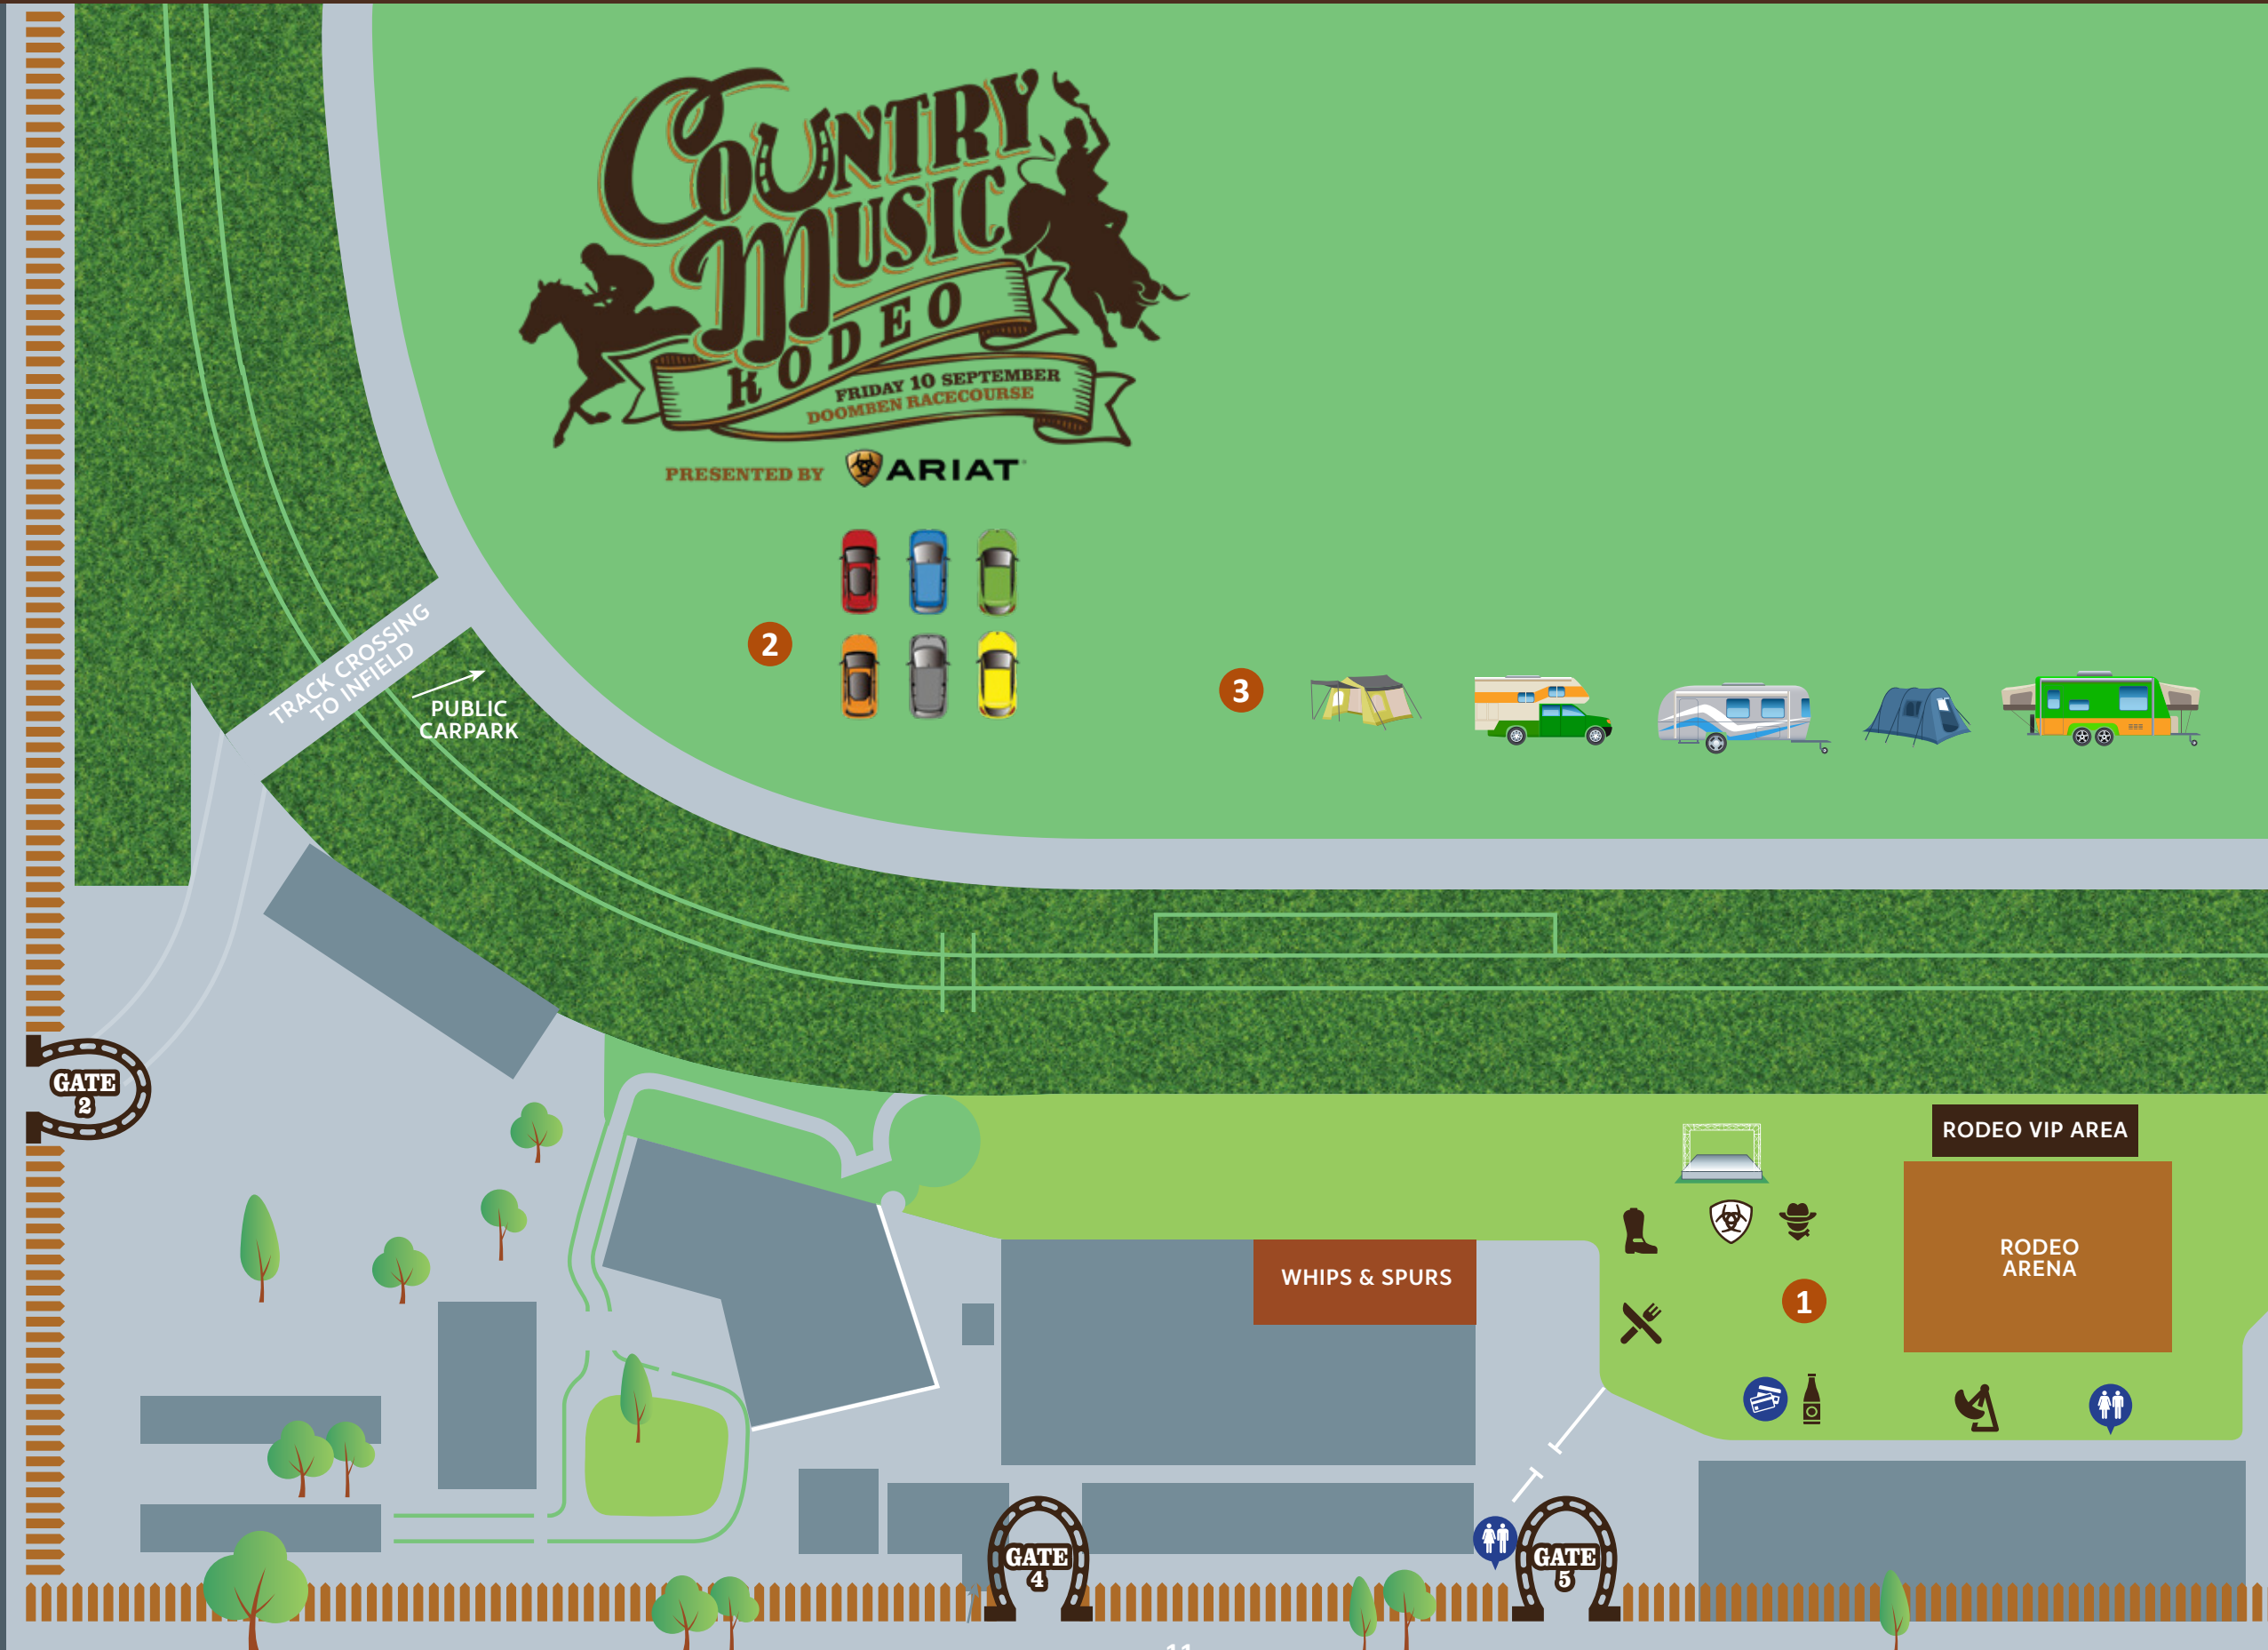 COUNTRY
MUSIC
RODEO
FRIDAY 10 SEPTEMBER
DOOMBEN RACECOURSE
PRESENTED BY ARIAT
2
3
TRACK CROSSING
TO INFIELD
PUBLIC
CARPARK
GATE
2
RODEO VIP AREA
WHIPS & SPURS
RODEO
ARENA
1
GATE
4
GATE
5